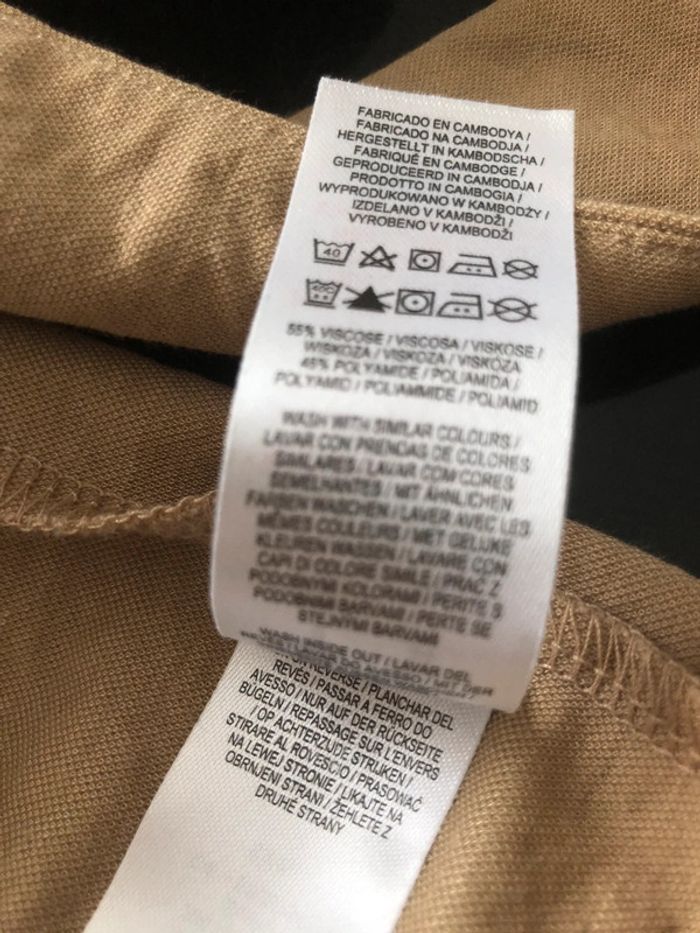 FABRICADO EN CAMBODYA /
FABRICADO NA CAMBODJA /
HERGESTELLT IN KAMBODSCHA /
FABRIQUÉ EN CAMBODGE /
GEPRODUCEERD IN CAMBODJA /
PRODOTTO IN CAMBOGIA /
WYPRODUKOWANO W KAMBODŻY /
IZDELANO V KAMBODŽI /
VYROBENO V KAMBODŽI
40
40C
55% VISCOSE / VISCOSA / VISKOSE /
WISKOZA / VISKOZA / VISKÓZA
45% POLYAMIDE / POLIAMIDA /
POLYAMID / POLIAMMIDE / POLIAMID
WASH WITH SIMILAR COLOURS /
LAVAR CON PRENDAS DE COLORES
SIMILARES / LAVAR COM CORES
SEMELHANTES / MIT ÄHNLICHEN
FARBEN WASCHEN / LAVER AVEC LES
MÊMES COULEURS / MET GELIJKE
KLEUREN WASSEN / LAVARE CON
CAPI DI COLORE SIMILE / PRAĆ Z
PODOBNYMI KOLORAMI / PERITE S
PODOBNIMI BARVAMI / PERTE SE
STEJNÝMI BARVAMI
WASH INSIDE OUT / LAVAR DEL
REVÉS / PASSAR A FERRO DO
AVESSO / NUR AUF DER RÜCKSEITE
BÜGELN / REPASSAGE SUR L'ENVERS
/ OP ACHTERZIJDE STRIJKEN /
STIRARE AL ROVESCIO / PRASOWAĆ
NA LEWEJ STRONIE / LIKAJTE NA
OBRNJENI STRANI / ŽEHLETE Z
DRUHÉ STRANY